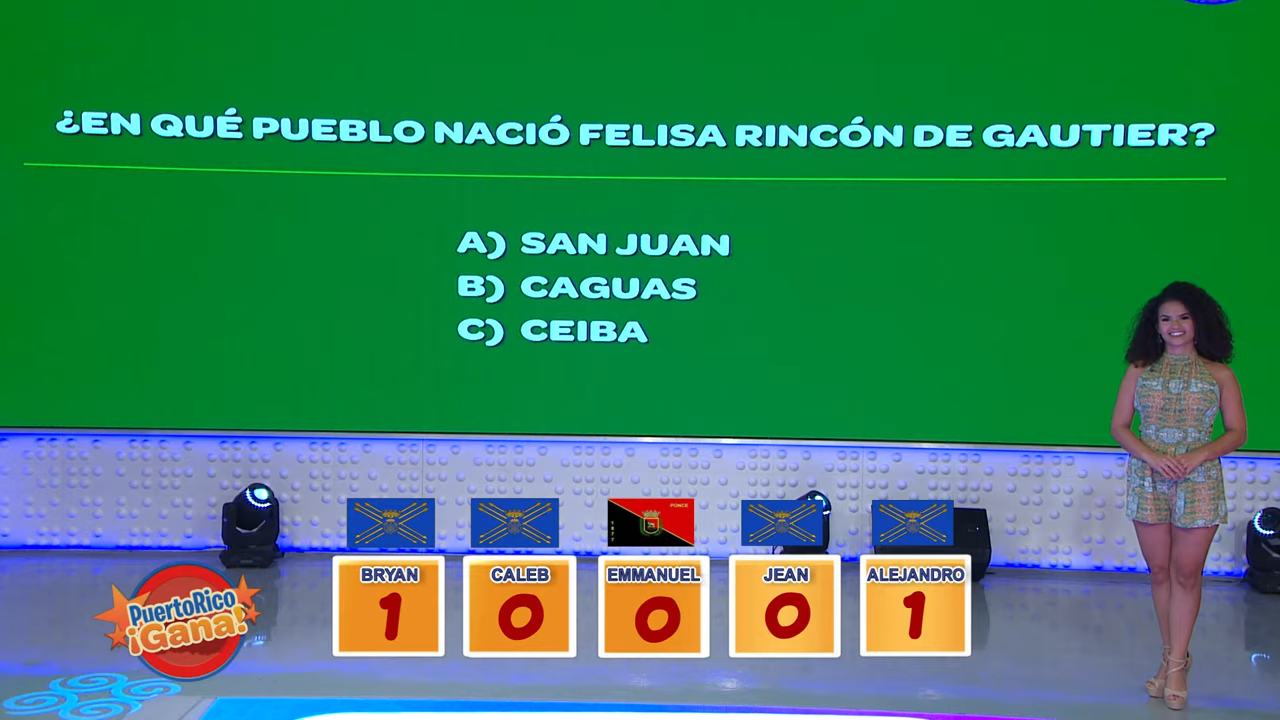 ¿EN QUÉ PUEBLO NACIÓ FELISA RINCÓN DE GAUTIER?
A) SAN JUAN
B) CAGUAS
C) CEIBA
PONCE
1877
BRYAN
CALEB
EMMANUEL
JEAN
ALEJANDRO
1
0
0
0
1
PuertoRico
¡Gana!